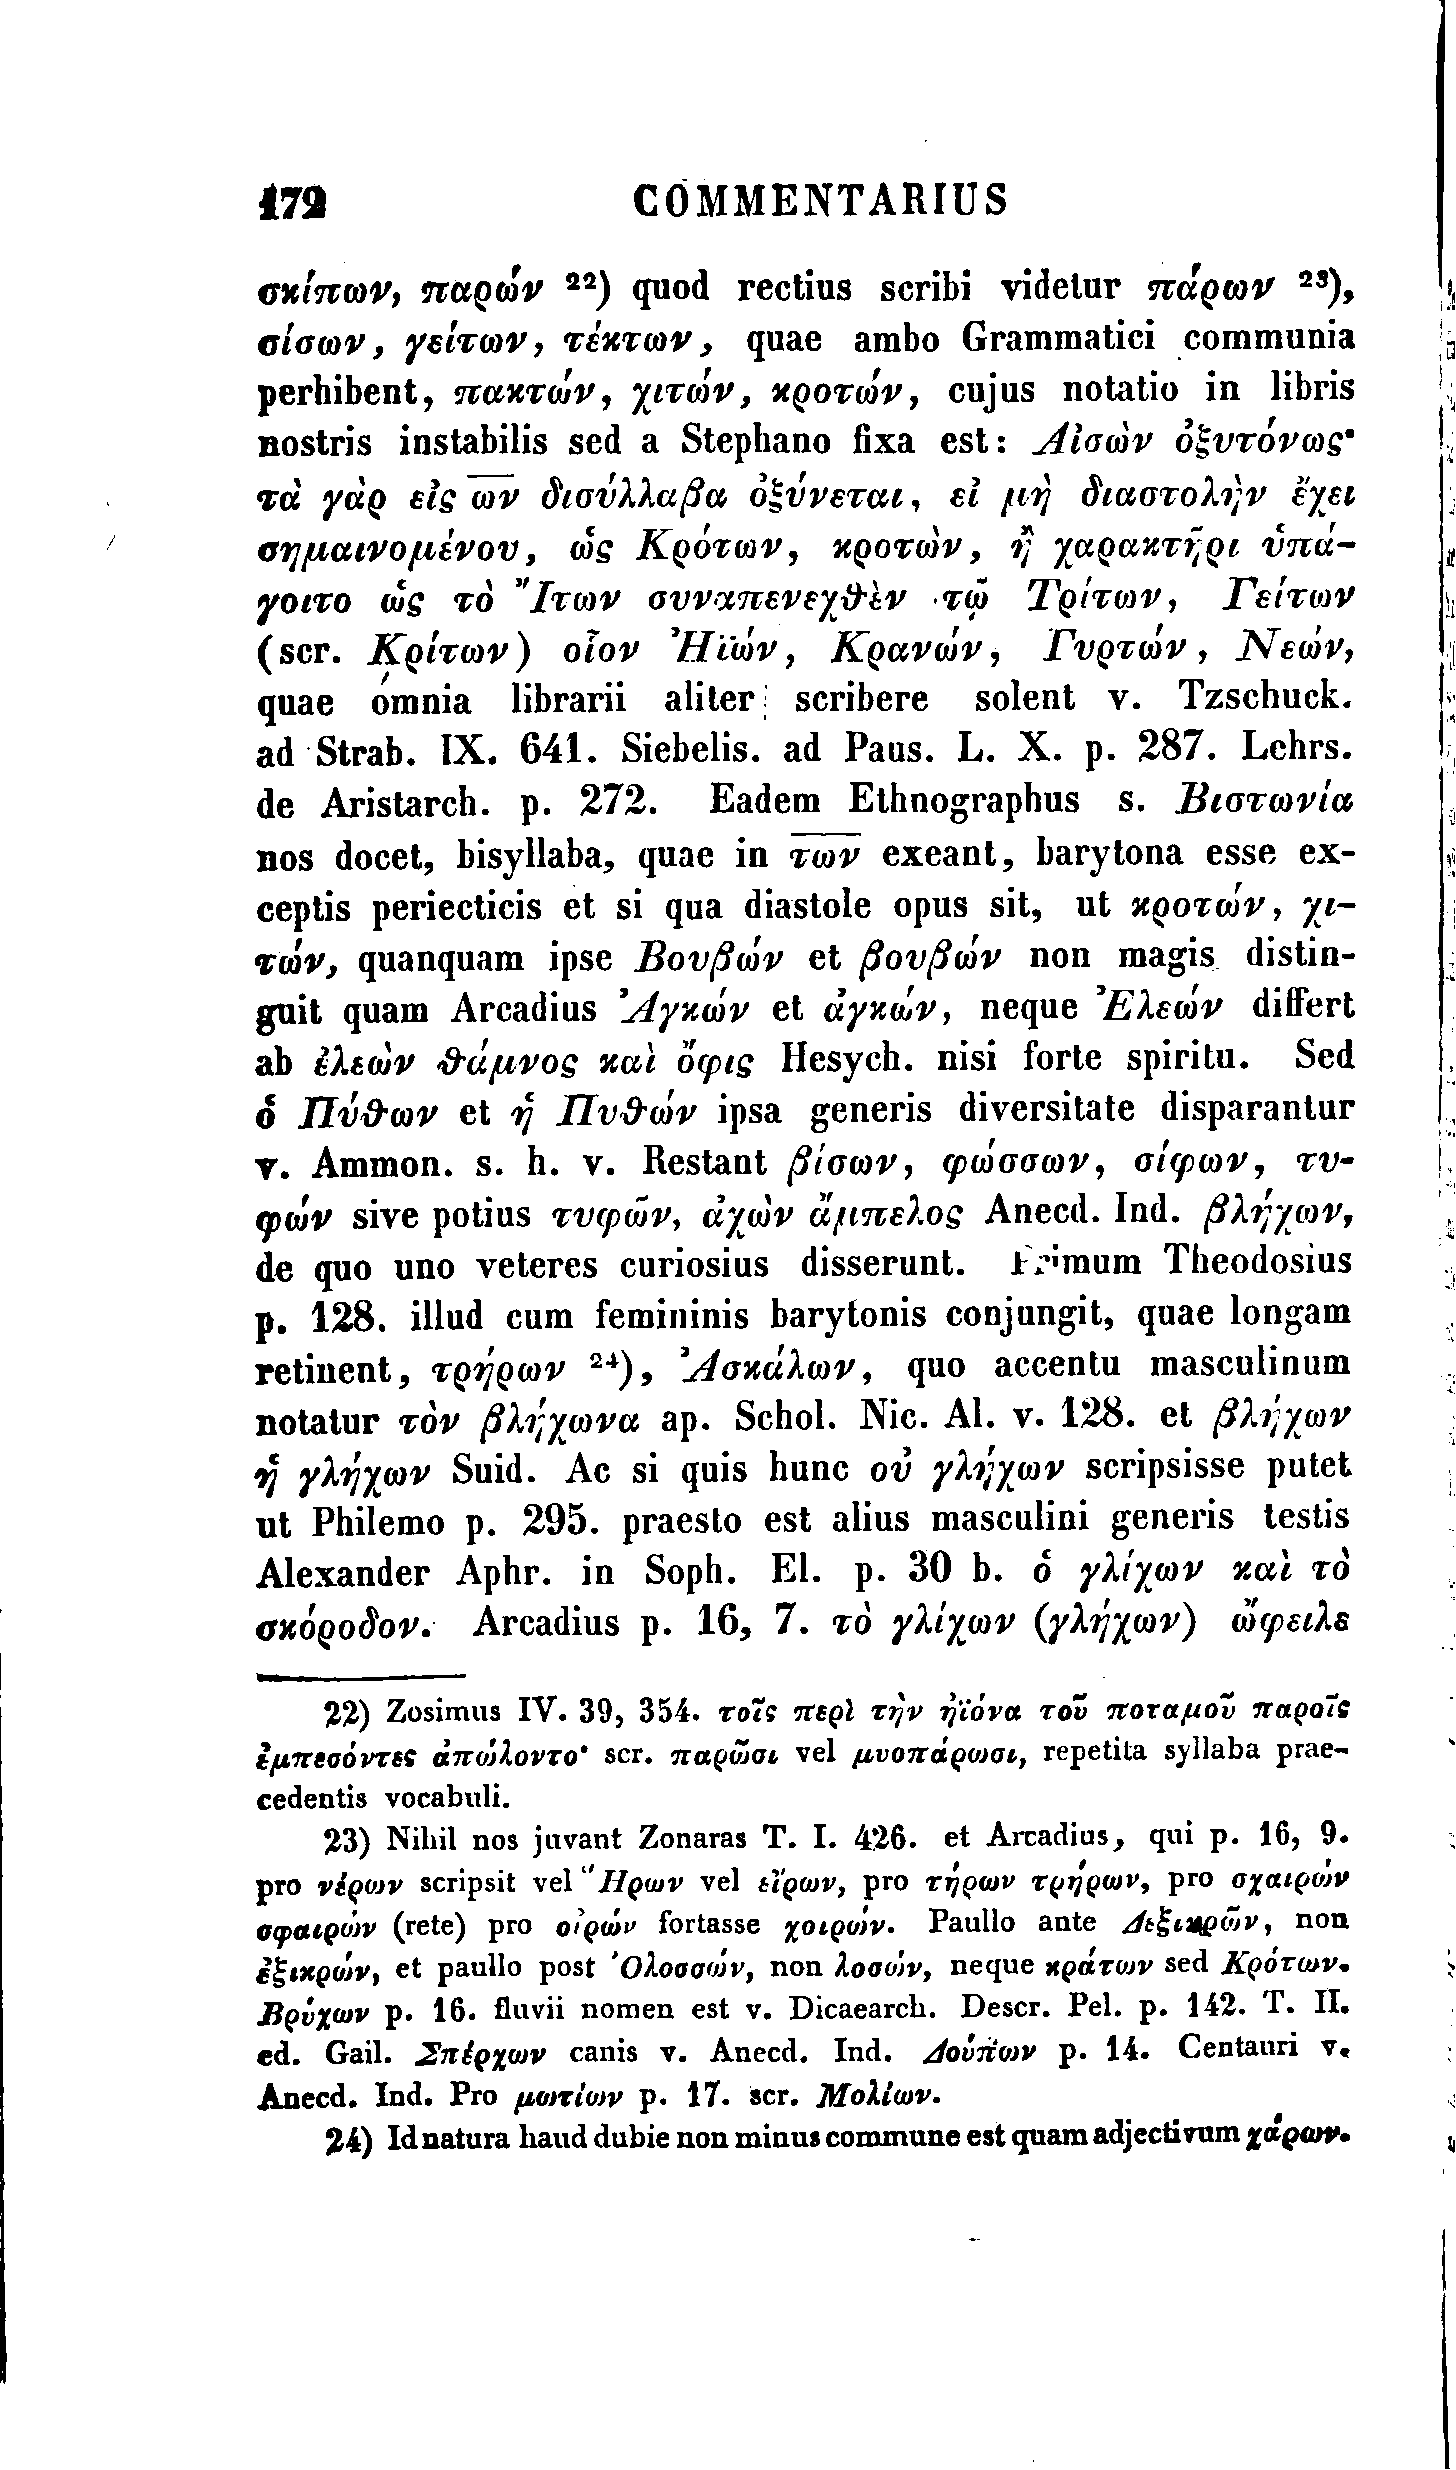 172 COMMENTARIUS
σκίπων, παρών ²²) quod rectius scribi videtur πάρων ²³),
σίσων, γείτων, τέκτων, quae ambo Grammatici communia
perhibent, πακτών, χιτών, κροτών, cujus notatio in libris
nostris instabilis sed a Stephano fixa est: Αἰσὼν ὀξυτόνως·
τὰ γὰρ εἰς ων δισύλλαβα ὀξύνεται, εἰ μὴ διαστολὴν ἔχει
σημαινομένου, ὡς Κρότων, κροτὼν, ἢ χαρακτῆρι ὑπά-
γοιτο ὡς τὸ Ἴτων συναπενεχθὲν τῷ Τρίτων, Γείτων
(scr. Κρίτων) οἷον Ἠϊών, Κρανών, Γυρτών, Νεών,
quae omnia librarii aliter scribere solent v. Tzschuck.
ad Strab. IX. 641. Siebelis. ad Paus. L. X. p. 287. Lehrs.
de Aristarch. p. 272. Eadem Ethnographus s. Βιστωνία
nos docet, bisyllaba, quae in των exeant, barytona esse ex-
ceptis periecticis et si qua diastole opus sit, ut κροτών, χι-
τών, quanquam ipse Βουβών et βουβών non magis distin-
guit quam Arcadius Ἀγκών et ἀγκών, neque Ἐλεών differt
ab ἐλεὼν θάμνος καὶ ὄφις Hesych. nisi forte spiritu. Sed
ὁ Πύθων et ἡ Πυθών ipsa generis diversitate disparantur
v. Ammon. s. h. v. Restant βίσων, φώσσων, σίφων, τυ-
φών sive potius τυφῶν, ἀχὼν ἄμπελος Anecd. Ind. βλήχων,
de quo uno veteres curiosius disserunt. Primum Theodosius
p. 128. illud cum femininis barytonis conjungit, quae longam
retinent, τρήρων ²⁴), Ἀσκάλων, quo accentu masculinum
notatur τὸν βλήχωνα ap. Schol. Nic. Al. v. 128. et βλήχων
ἡ γλήχων Suid. Ac si quis hunc οὐ γλήχων scripsisse putet
ut Philemo p. 295. praesto est alius masculini generis testis
Alexander Aphr. in Soph. El. p. 30 b. ὁ γλίχων καὶ τὸ
σκόροδον. Arcadius p. 16, 7. τὸ γλίχων (γλήχων) ὤφειλε
22) Zosimus IV. 39, 354. τοῖς περὶ τὴν ἠϊόνα τοῦ ποταμοῦ παροῖς
ἐμπεσόντες ἀπώλοντο· scr. παρῶσι vel μυοπάρωσι, repetita syllaba prae-
cedentis vocabuli.
23) Nihil nos juvant Zonaras T. I. 426. et Arcadius, qui p. 16, 9.
pro νέρων scripsit vel Ἥρων vel εἴρων, pro τήρων τρήρων, pro σχαιρών
σφαιρών (rete) pro οἰρών fortasse χοιρών. Paullo ante Δεξικρῶν, non
ἐξικρών, et paullo post Ὀλοσσών, non λοσών, neque κράτων sed Κρότων.
Βρύχων p. 16. fluvii nomen est v. Dicaearch. Descr. Pel. p. 142. T. II.
ed. Gail. Σπέρχων canis v. Anecd. Ind. Δούπων p. 14. Centauri v.
Anecd. Ind. Pro μωτίων p. 17. scr. Μολίων.
24) Id natura haud dubie non minus commune est quam adjectivum χάρων.